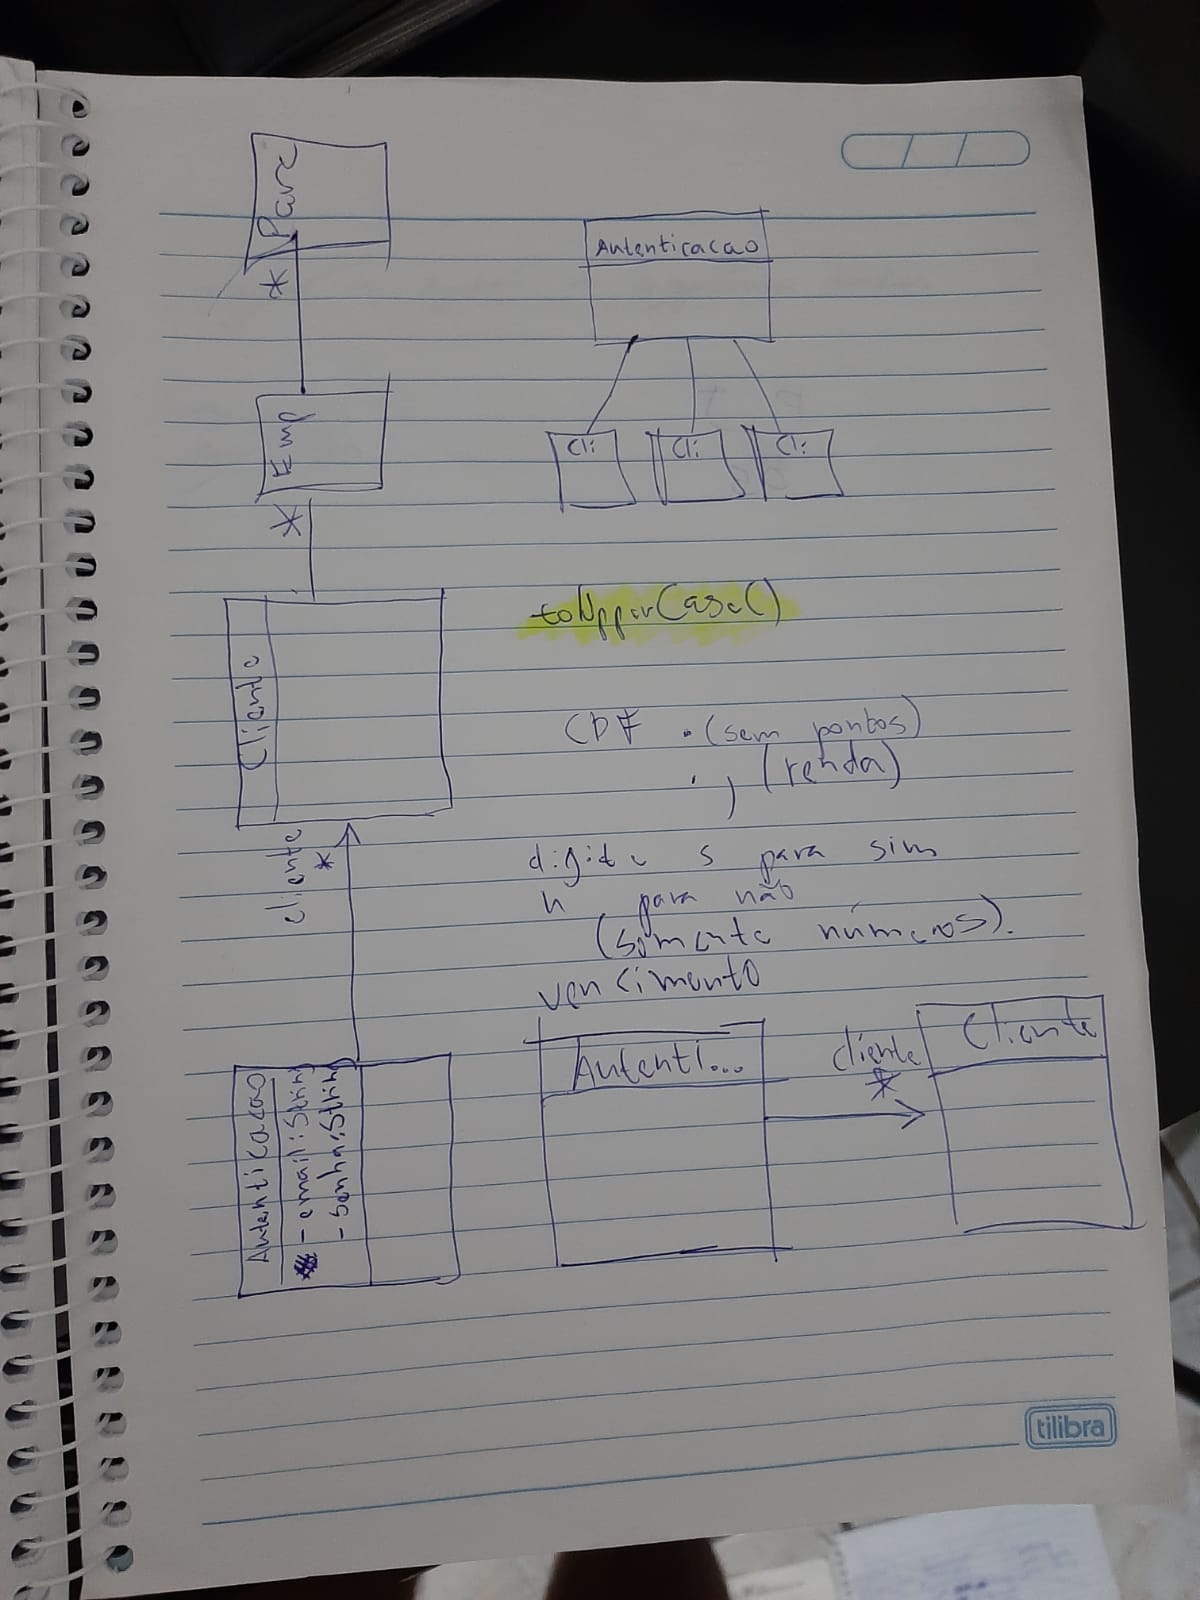 Parc
*
Emp
*
Cliente
cliente
*
Autenticacao
- email:String
- senha:String
Autenticacao
Cli
Cli
Cli
toUpperCase()
CPF . (sem pontos)
. , (renda)
digite s para sim
n para não
(somente números).
vencimento
Autenti...
cliente
*
Cliente
tilibra